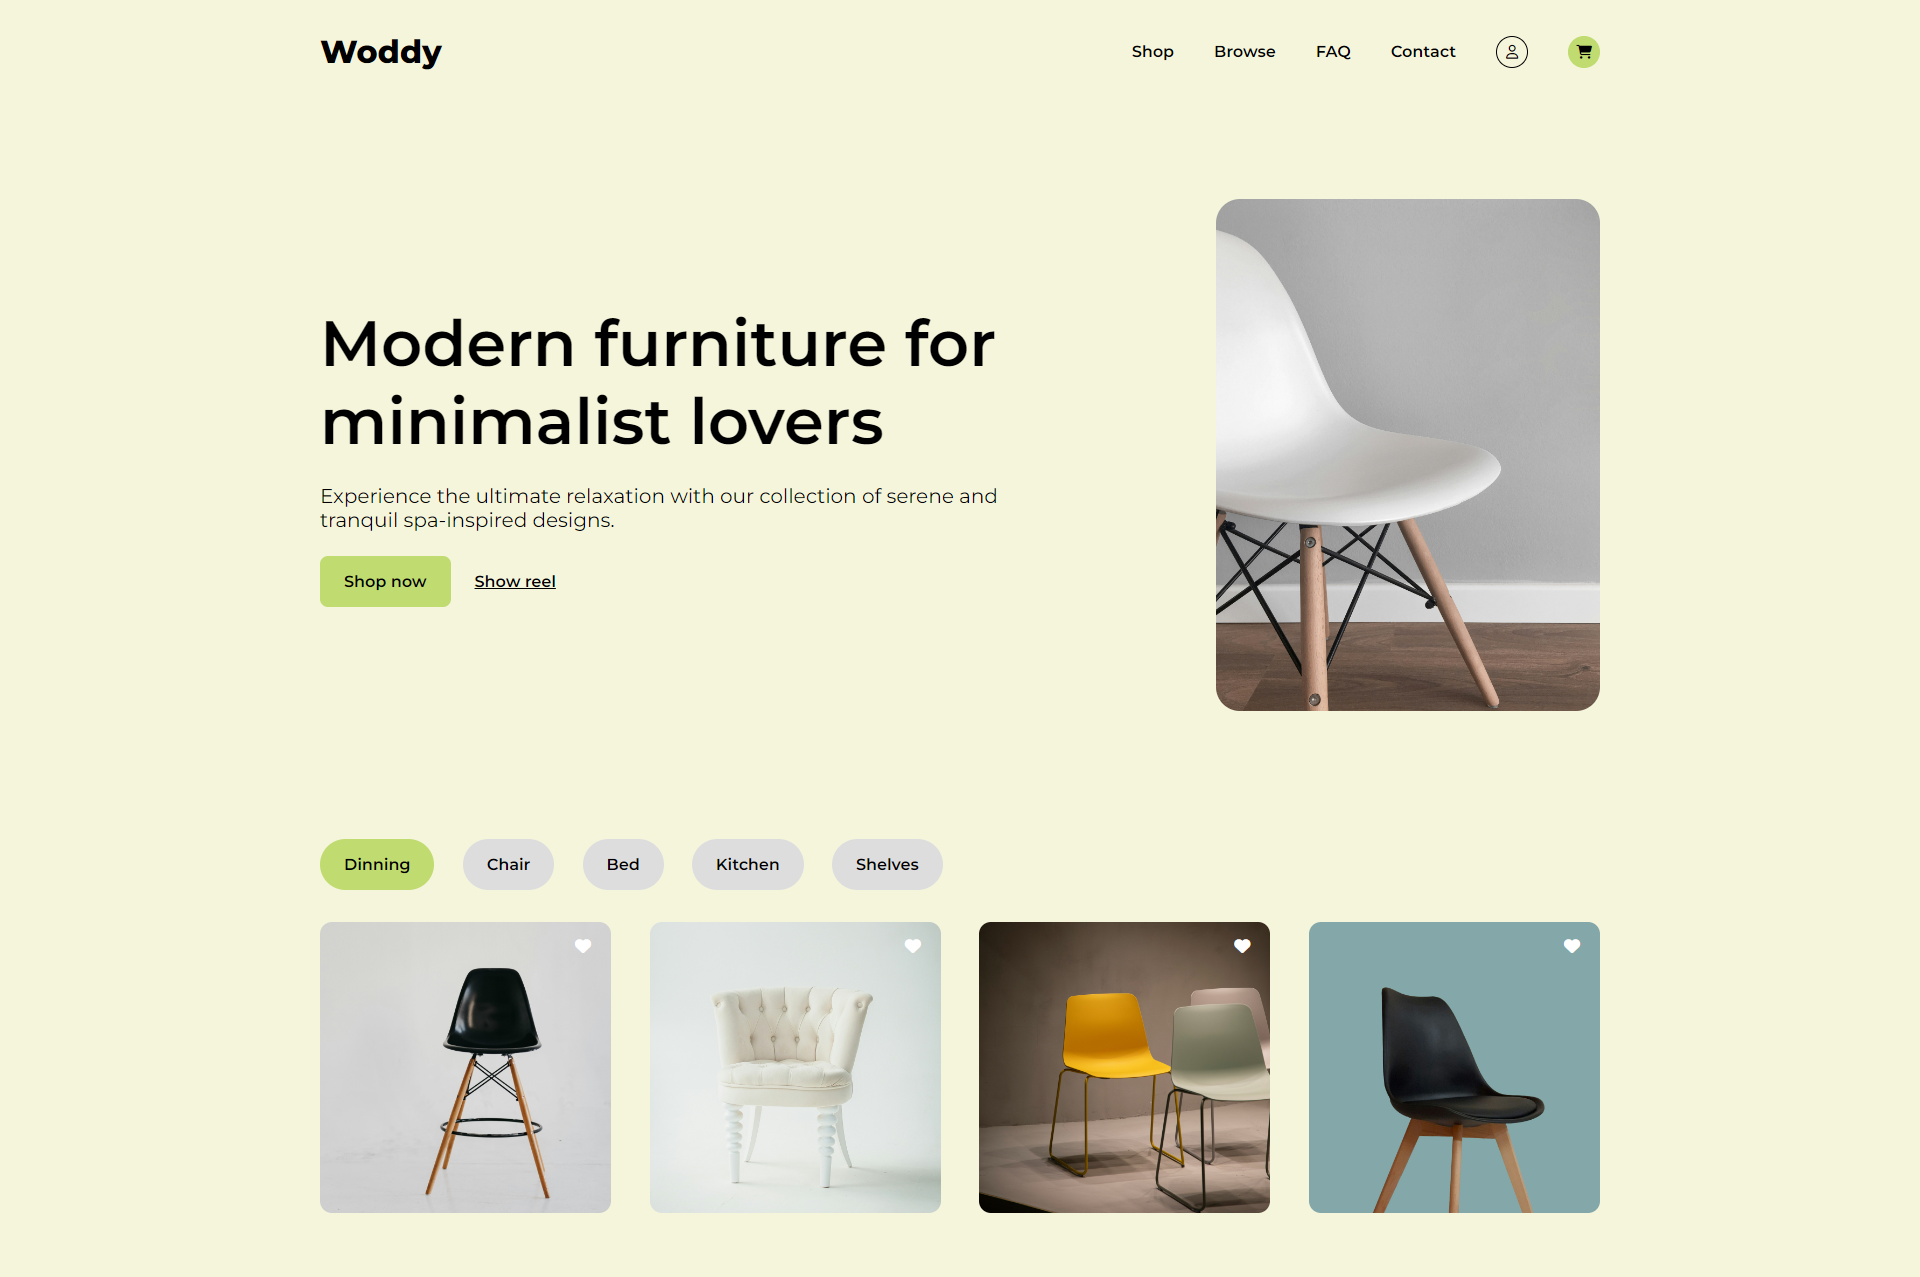 Woddy
Shop
Browse
FAQ
Contact
Modern furniture for
minimalist lovers
Experience the ultimate relaxation with our collection of serene and
tranquil spa-inspired designs.
Shop now
Show reel
Dinning
Chair
Bed
Kitchen
Shelves